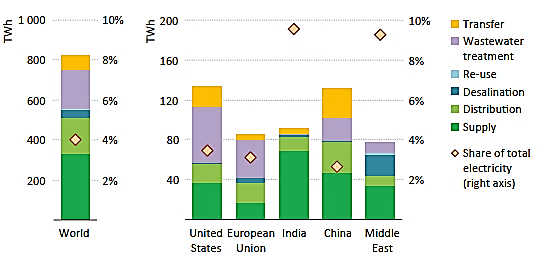 TWh
1 000
800
600
400
200
10%
8%
6%
4%
2%
World
TWh
200
160
120
80
40
10%
8%
6%
4%
2%
United
States
European
Union
India
China
Middle
East
Transfer
Wastewater
treatment
Re-use
Desalination
Distribution
Supply
Share of total
electricity
(right axis)